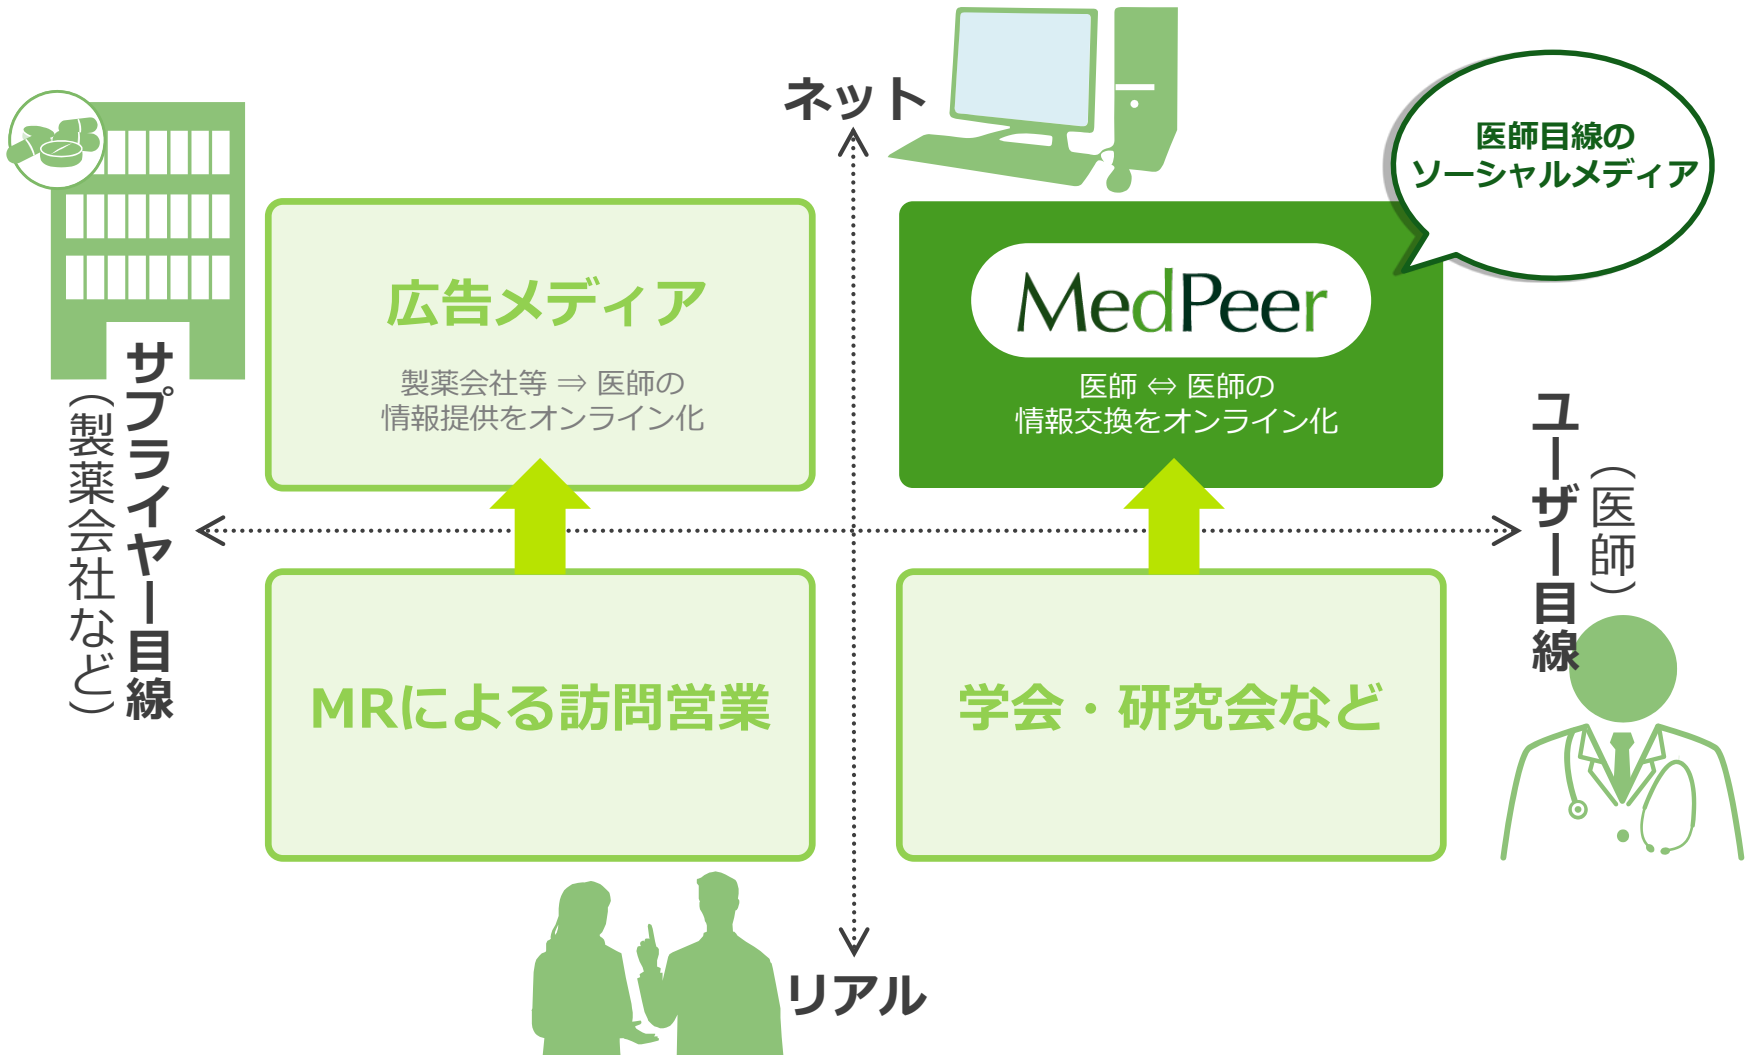 ネット
医師目線の
ソーシャルメディア
サプライヤー目線
（製薬会社など）
広告メディア
製薬会社等 ⇒ 医師の
情報提供をオンライン化
MedPeer
医師 ⇔ 医師の
情報交換をオンライン化
ユーザー目線
（医師）
MRによる訪問営業
学会・研究会など
リアル